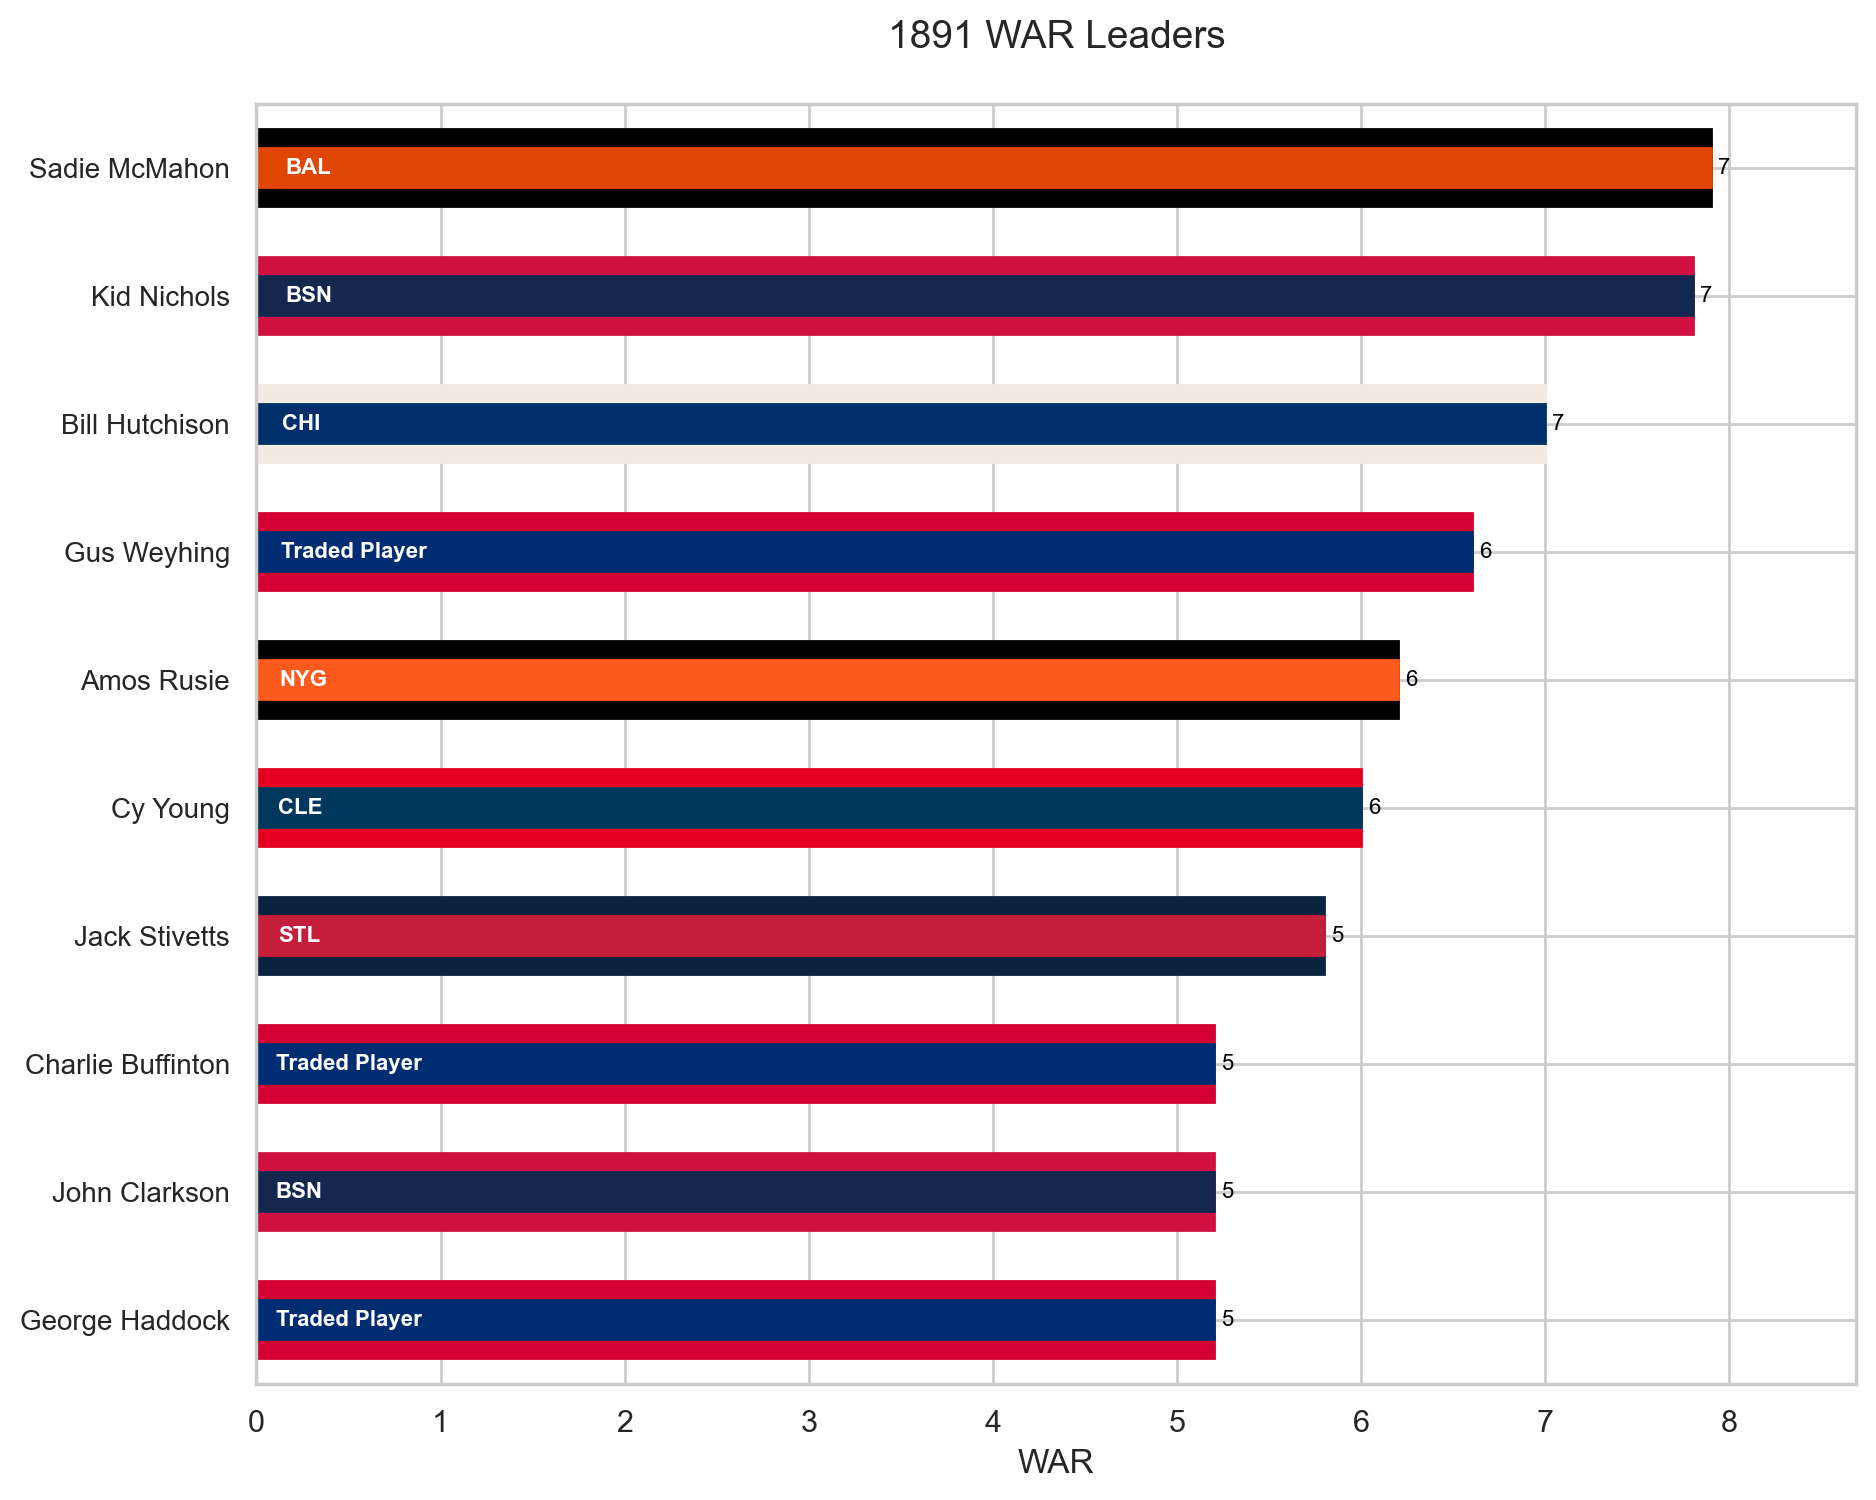 1891 WAR Leaders
Sadie McMahon BAL 7
Kid Nichols BSN 7
Bill Hutchison CHI 7
Gus Weyhing Traded Player 6
Amos Rusie NYG 6
Cy Young CLE 6
Jack Stivetts STL 5
Charlie Buffinton Traded Player 5
John Clarkson BSN 5
George Haddock Traded Player 5
0 1 2 3 4 5 6 7 8
WAR